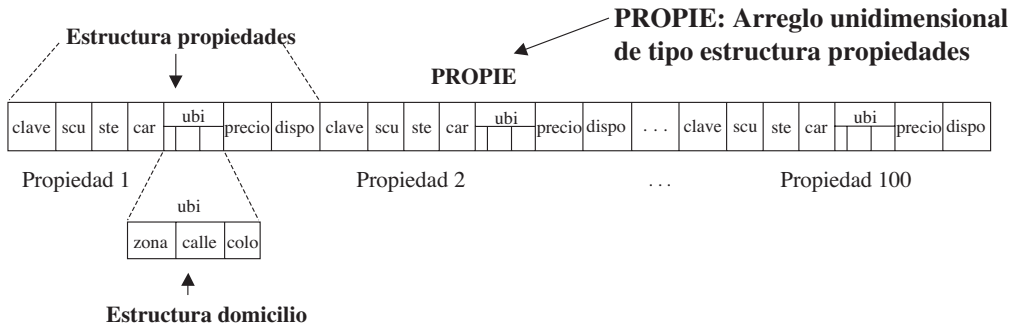 PROPIE: Arreglo unidimensional
de tipo estructura propiedades
Estructura propiedades
PROPIE
clave scu ste car ubi precio dispo clave scu ste car ubi precio dispo . . . clave scu ste car ubi precio dispo
Propiedad 1 Propiedad 2 . . . Propiedad 100
ubi
zona calle colo
Estructura domicilio